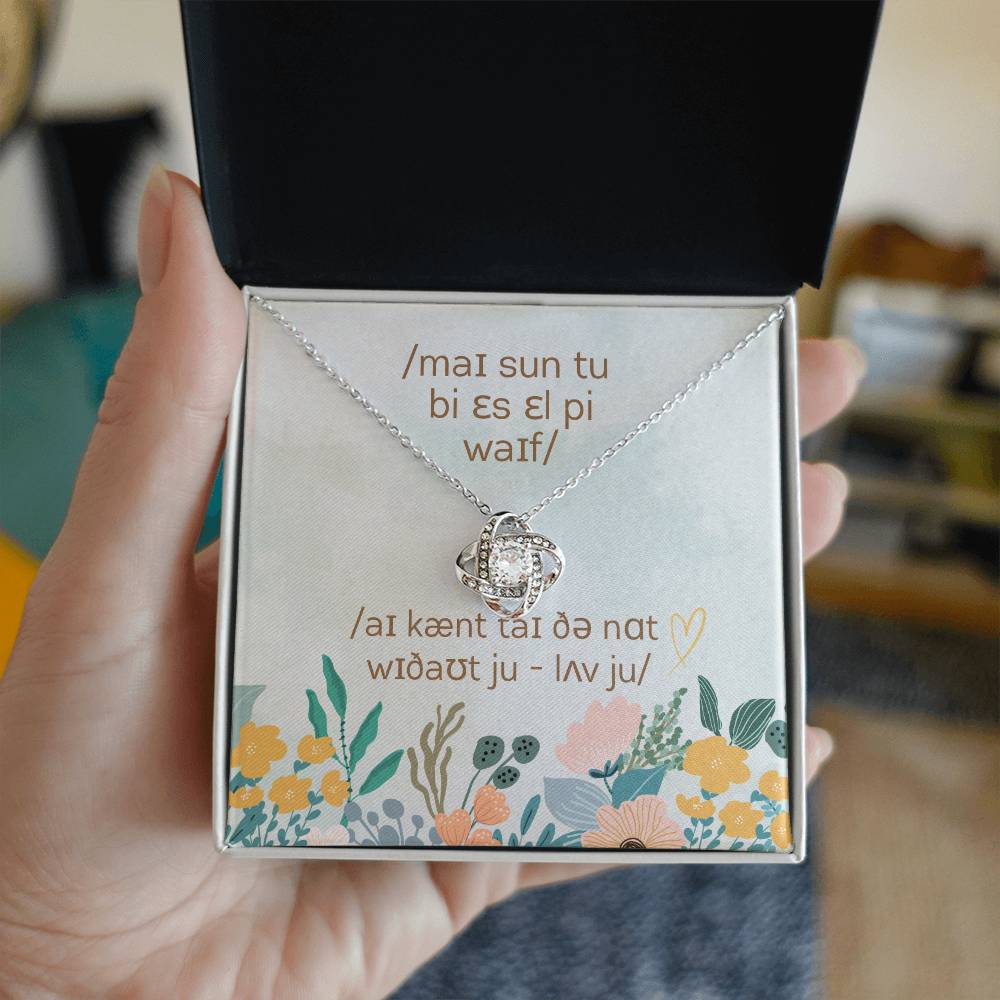 /maɪ sun tu
bi ɛs ɛl pi
waɪf/
/aɪ kænt taɪ ðə nɑt
wɪðaʊt ju - lʌv ju/